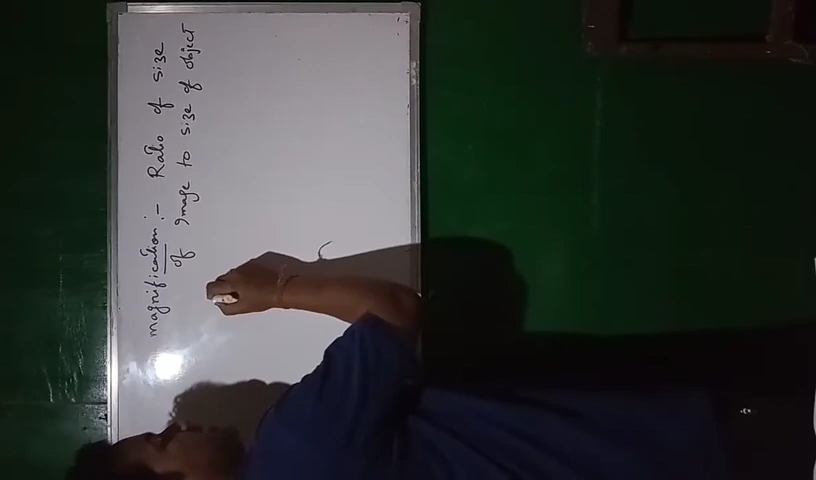 magnification:- Ratio of size
of image to size of object